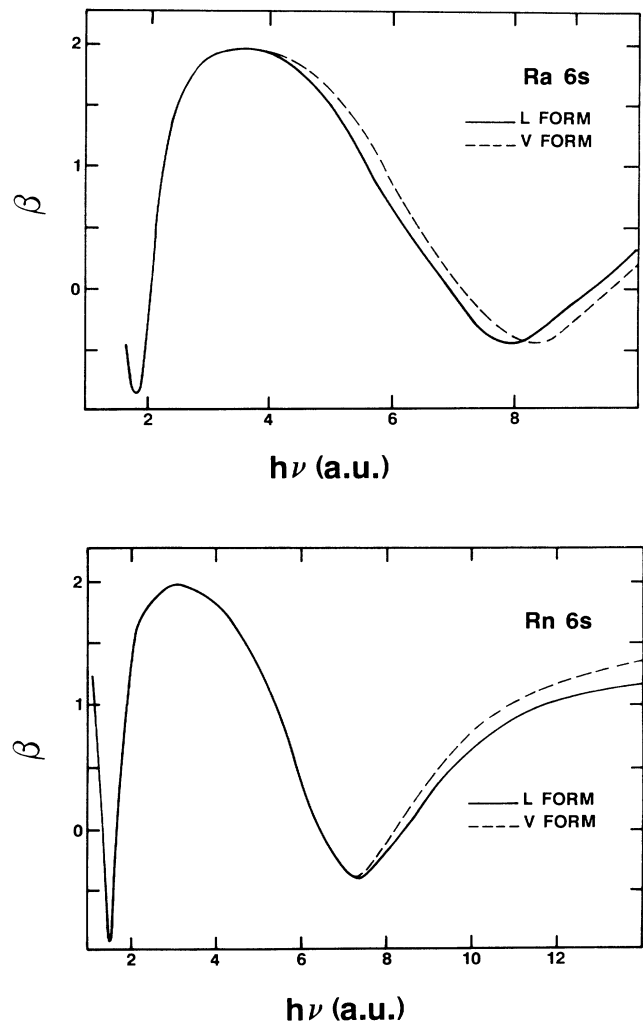 2
Ra 6s
L FORM
V FORM
1
β
0
2 4 6 8
hν (a.u.)
2
Rn 6s
1
β
L FORM
0
V FORM
2 4 6 8 10 12
hν (a.u.)